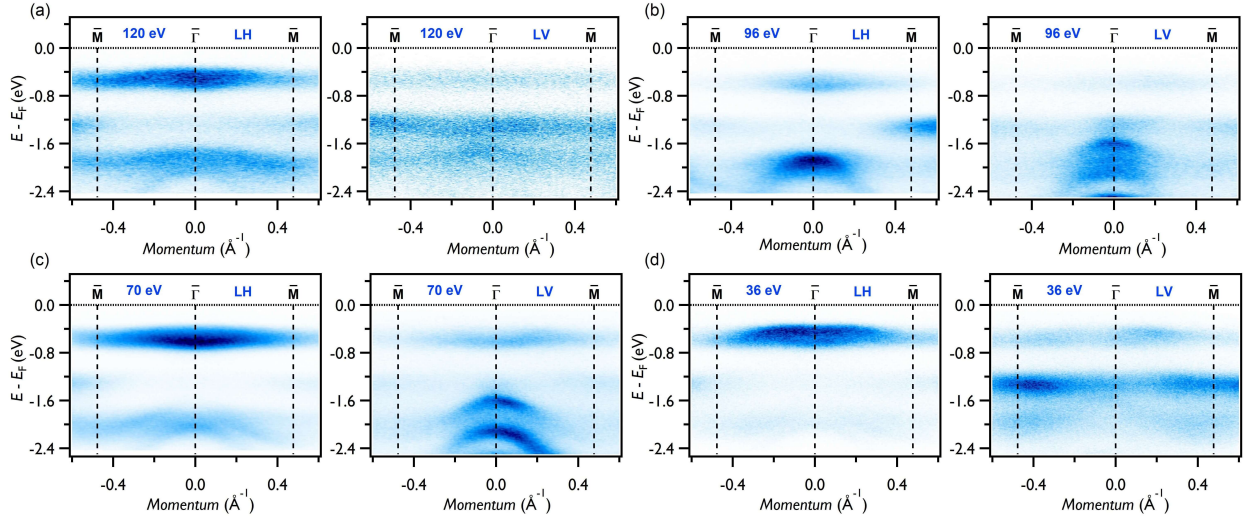 (a)
120 eV LH
M̄ Γ̄ M̄
120 eV LV
M̄ Γ̄ M̄
E - E_F (eV)
0.0
-0.8
-1.6
-2.4
0.0
-0.8
-1.6
-2.4
-0.4 0.0 0.4
-0.4 0.0 0.4
Momentum (Å⁻¹)
Momentum (Å⁻¹)
(b)
96 eV LH
M̄ Γ̄ M̄
96 eV LV
M̄ Γ̄ M̄
E - E_F (eV)
0.0
-0.8
-1.6
-2.4
0.0
-0.8
-1.6
-2.4
-0.4 0.0 0.4
-0.4 0.0 0.4
Momentum (Å⁻¹)
Momentum (Å⁻¹)
(c)
70 eV LH
M̄ Γ̄ M̄
70 eV LV
M̄ Γ̄ M̄
E - E_F (eV)
0.0
-0.8
-1.6
-2.4
0.0
-0.8
-1.6
-2.4
-0.4 0.0 0.4
-0.4 0.0 0.4
Momentum (Å⁻¹)
Momentum (Å⁻¹)
(d)
36 eV LH
M̄ Γ̄ M̄
36 eV LV
M̄ Γ̄ M̄
E - E_F (eV)
0.0
-0.8
-1.6
-2.4
0.0
-0.8
-1.6
-2.4
-0.4 0.0 0.4
-0.4 0.0 0.4
Momentum (Å⁻¹)
Momentum (Å⁻¹)